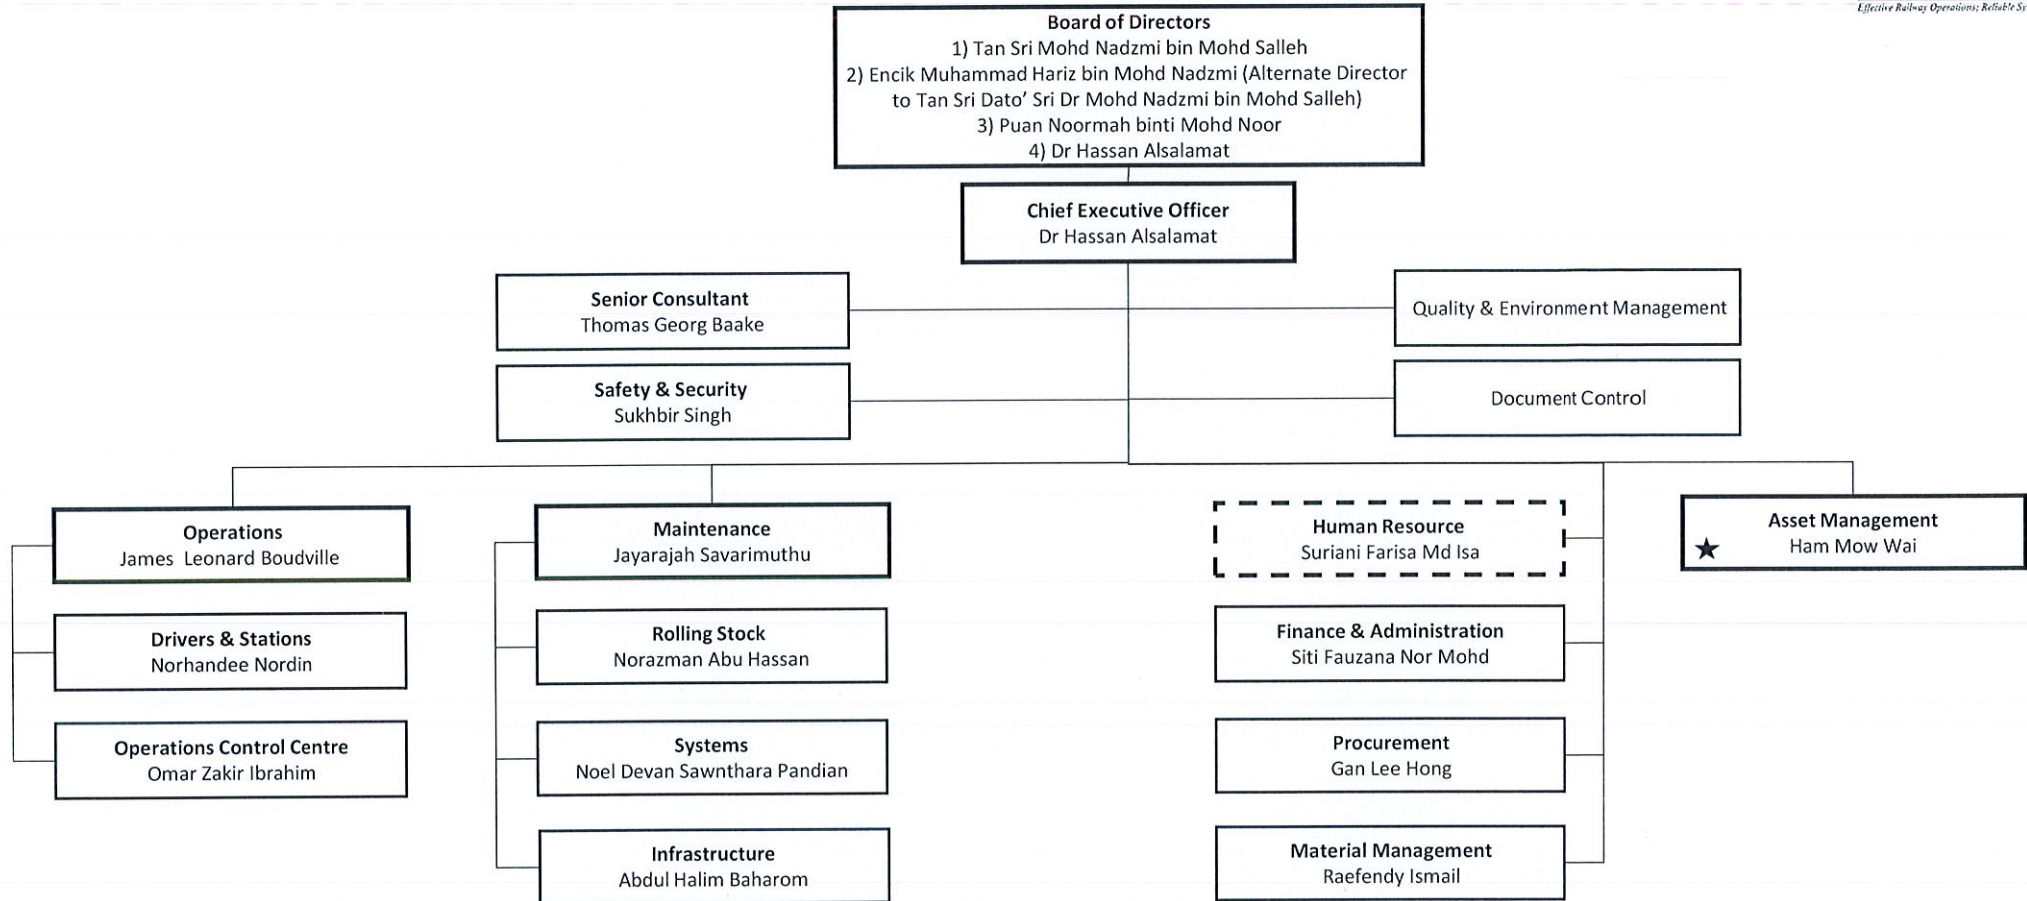 Effective Railway Operations; Reliable Sy
Board of Directors
1) Tan Sri Mohd Nadzmi bin Mohd Salleh
2) Encik Muhammad Hariz bin Mohd Nadzmi (Alternate Director
to Tan Sri Dato’ Sri Dr Mohd Nadzmi bin Mohd Salleh)
3) Puan Noormah binti Mohd Noor
4) Dr Hassan Alsalamat
Chief Executive Officer
Dr Hassan Alsalamat
Senior Consultant
Thomas Georg Baake
Quality & Environment Management
Safety & Security
Sukhbir Singh
Document Control
Operations
James Leonard Boudville
Drivers & Stations
Norhandee Nordin
Operations Control Centre
Omar Zakir Ibrahim
Maintenance
Jayarajah Savarimuthu
Rolling Stock
Norazman Abu Hassan
Systems
Noel Devan Sawnthara Pandian
Infrastructure
Abdul Halim Baharom
Human Resource
Suriani Farisa Md Isa
Finance & Administration
Siti Fauzana Nor Mohd
Procurement
Gan Lee Hong
Material Management
Raefendy Ismail
Asset Management
Ham Mow Wai